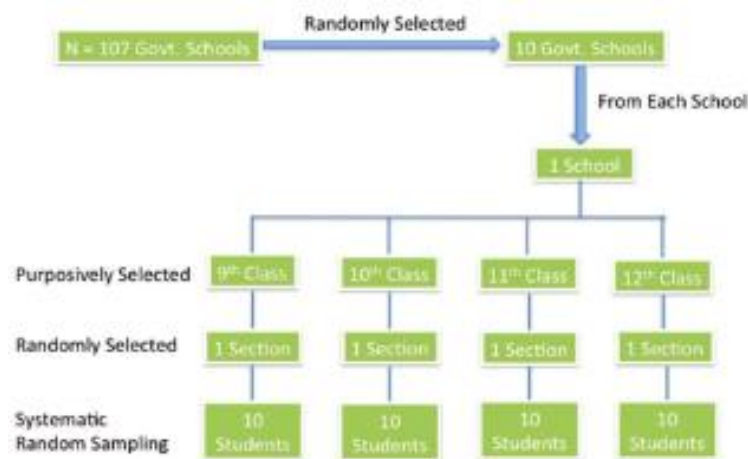 Randomly Selected
N = 107 Govt. Schools
10 Govt. Schools
From Each School
1 School
Purposively Selected
9th Class
10th Class
11th Class
12th Class
Randomly Selected
1 Section
1 Section
1 Section
1 Section
Systematic
Random Sampling
10
Students
10
Students
10
Students
10
Students